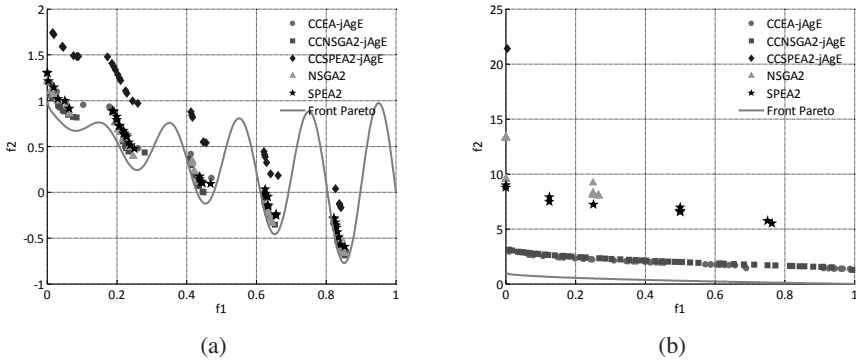 2
1.5
1
0.5
0
-0.5
-1
f2
0
0.2
0.4
0.6
0.8
1
f1
CCEA-jAgE
CCNSGA2-jAgE
CCSPEA2-jAgE
NSGA2
SPEA2
Front Pareto
(a)
25
20
15
10
5
0
f2
0
0.2
0.4
0.6
0.8
1
f1
CCEA-jAgE
CCNSGA2-jAgE
CCSPEA2-jAgE
NSGA2
SPEA2
Front Pareto
(b)